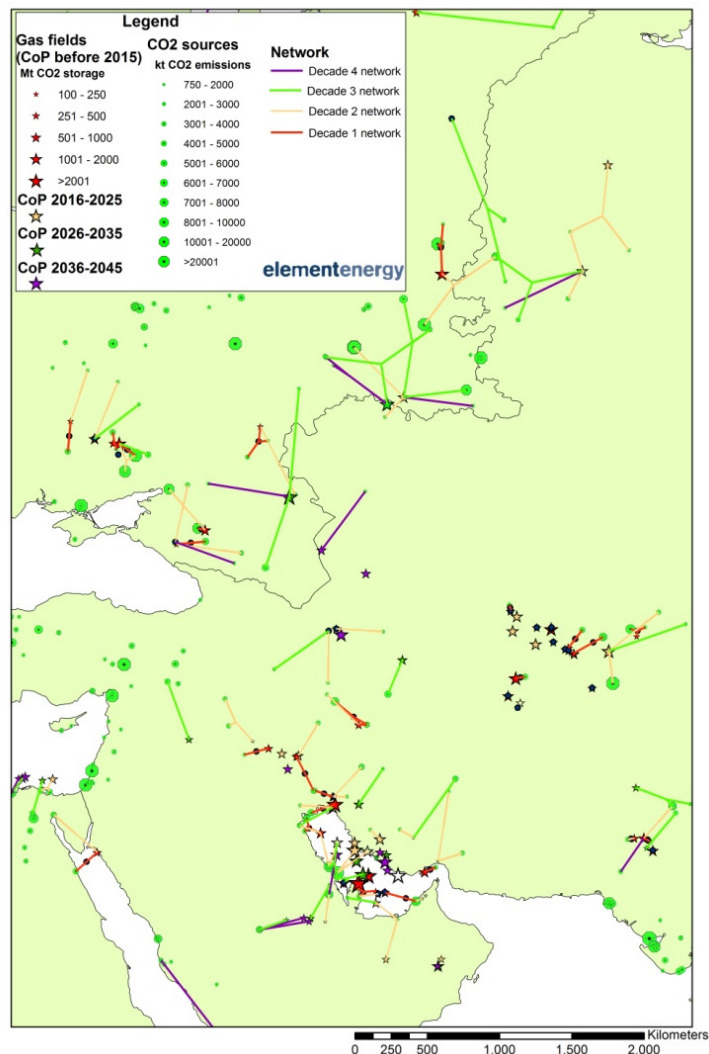 Legend
Gas fields
(CoP before 2015)
Mt CO2 storage
100 - 250
251 - 500
501 - 1000
1001 - 2000
>2001
CoP 2016-2025
CoP 2026-2035
CoP 2036-2045
CO2 sources
kt CO2 emissions
750 - 2000
2001 - 3000
3001 - 4000
4001 - 5000
5001 - 6000
6001 - 7000
7001 - 8000
8001 - 10000
10001 - 20000
>20001
Network
Decade 4 network
Decade 3 network
Decade 2 network
Decade 1 network
elementenergy
Kilometers
0 250 500 1.000 1.500 2.000